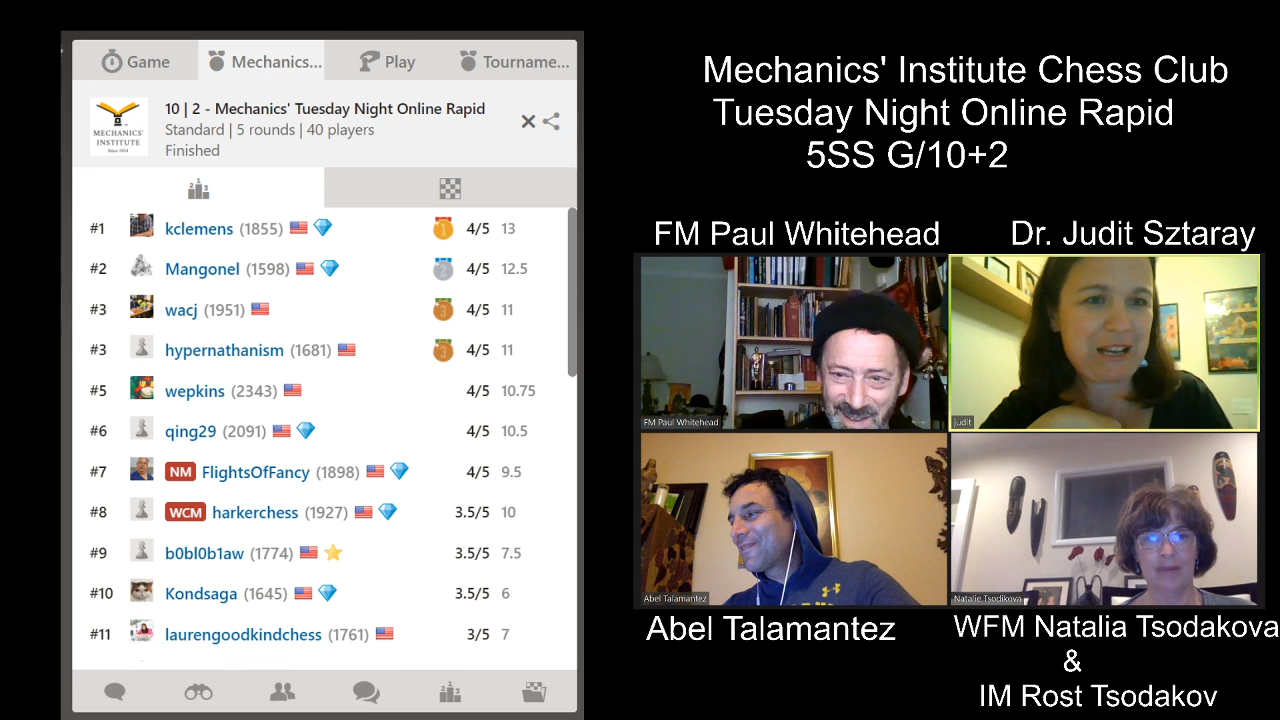 Game
Mechanics...
Play
Tourname...
10 | 2 - Mechanics' Tuesday Night Online Rapid
Standard | 5 rounds | 40 players
Finished
MECHANICS'
INSTITUTE
Since 1854
#1 kclemens (1855) 1 4/5 13
#2 Mangonel (1598) 2 4/5 12.5
#3 wacj (1951) 3 4/5 11
#3 hypernathanism (1681) 3 4/5 11
#5 wepkins (2343) 4/5 10.75
#6 qing29 (2091) 4/5 10.5
#7 NM FlightsOfFancy (1898) 4/5 9.5
#8 WCM harkerchess (1927) 3.5/5 10
#9 b0bl0b1aw (1774) 3.5/5 7.5
#10 Kondsaga (1645) 3.5/5 6
#11 laurengoodkindchess (1761) 3/5 7
Mechanics' Institute Chess Club
Tuesday Night Online Rapid
5SS G/10+2
FM Paul Whitehead
Dr. Judit Sztaray
FM Paul Whitehead
judit
Abel Talamantez
Natalie Tsodikova
Abel Talamantez
WFM Natalia Tsodakova
&
IM Rost Tsodakov